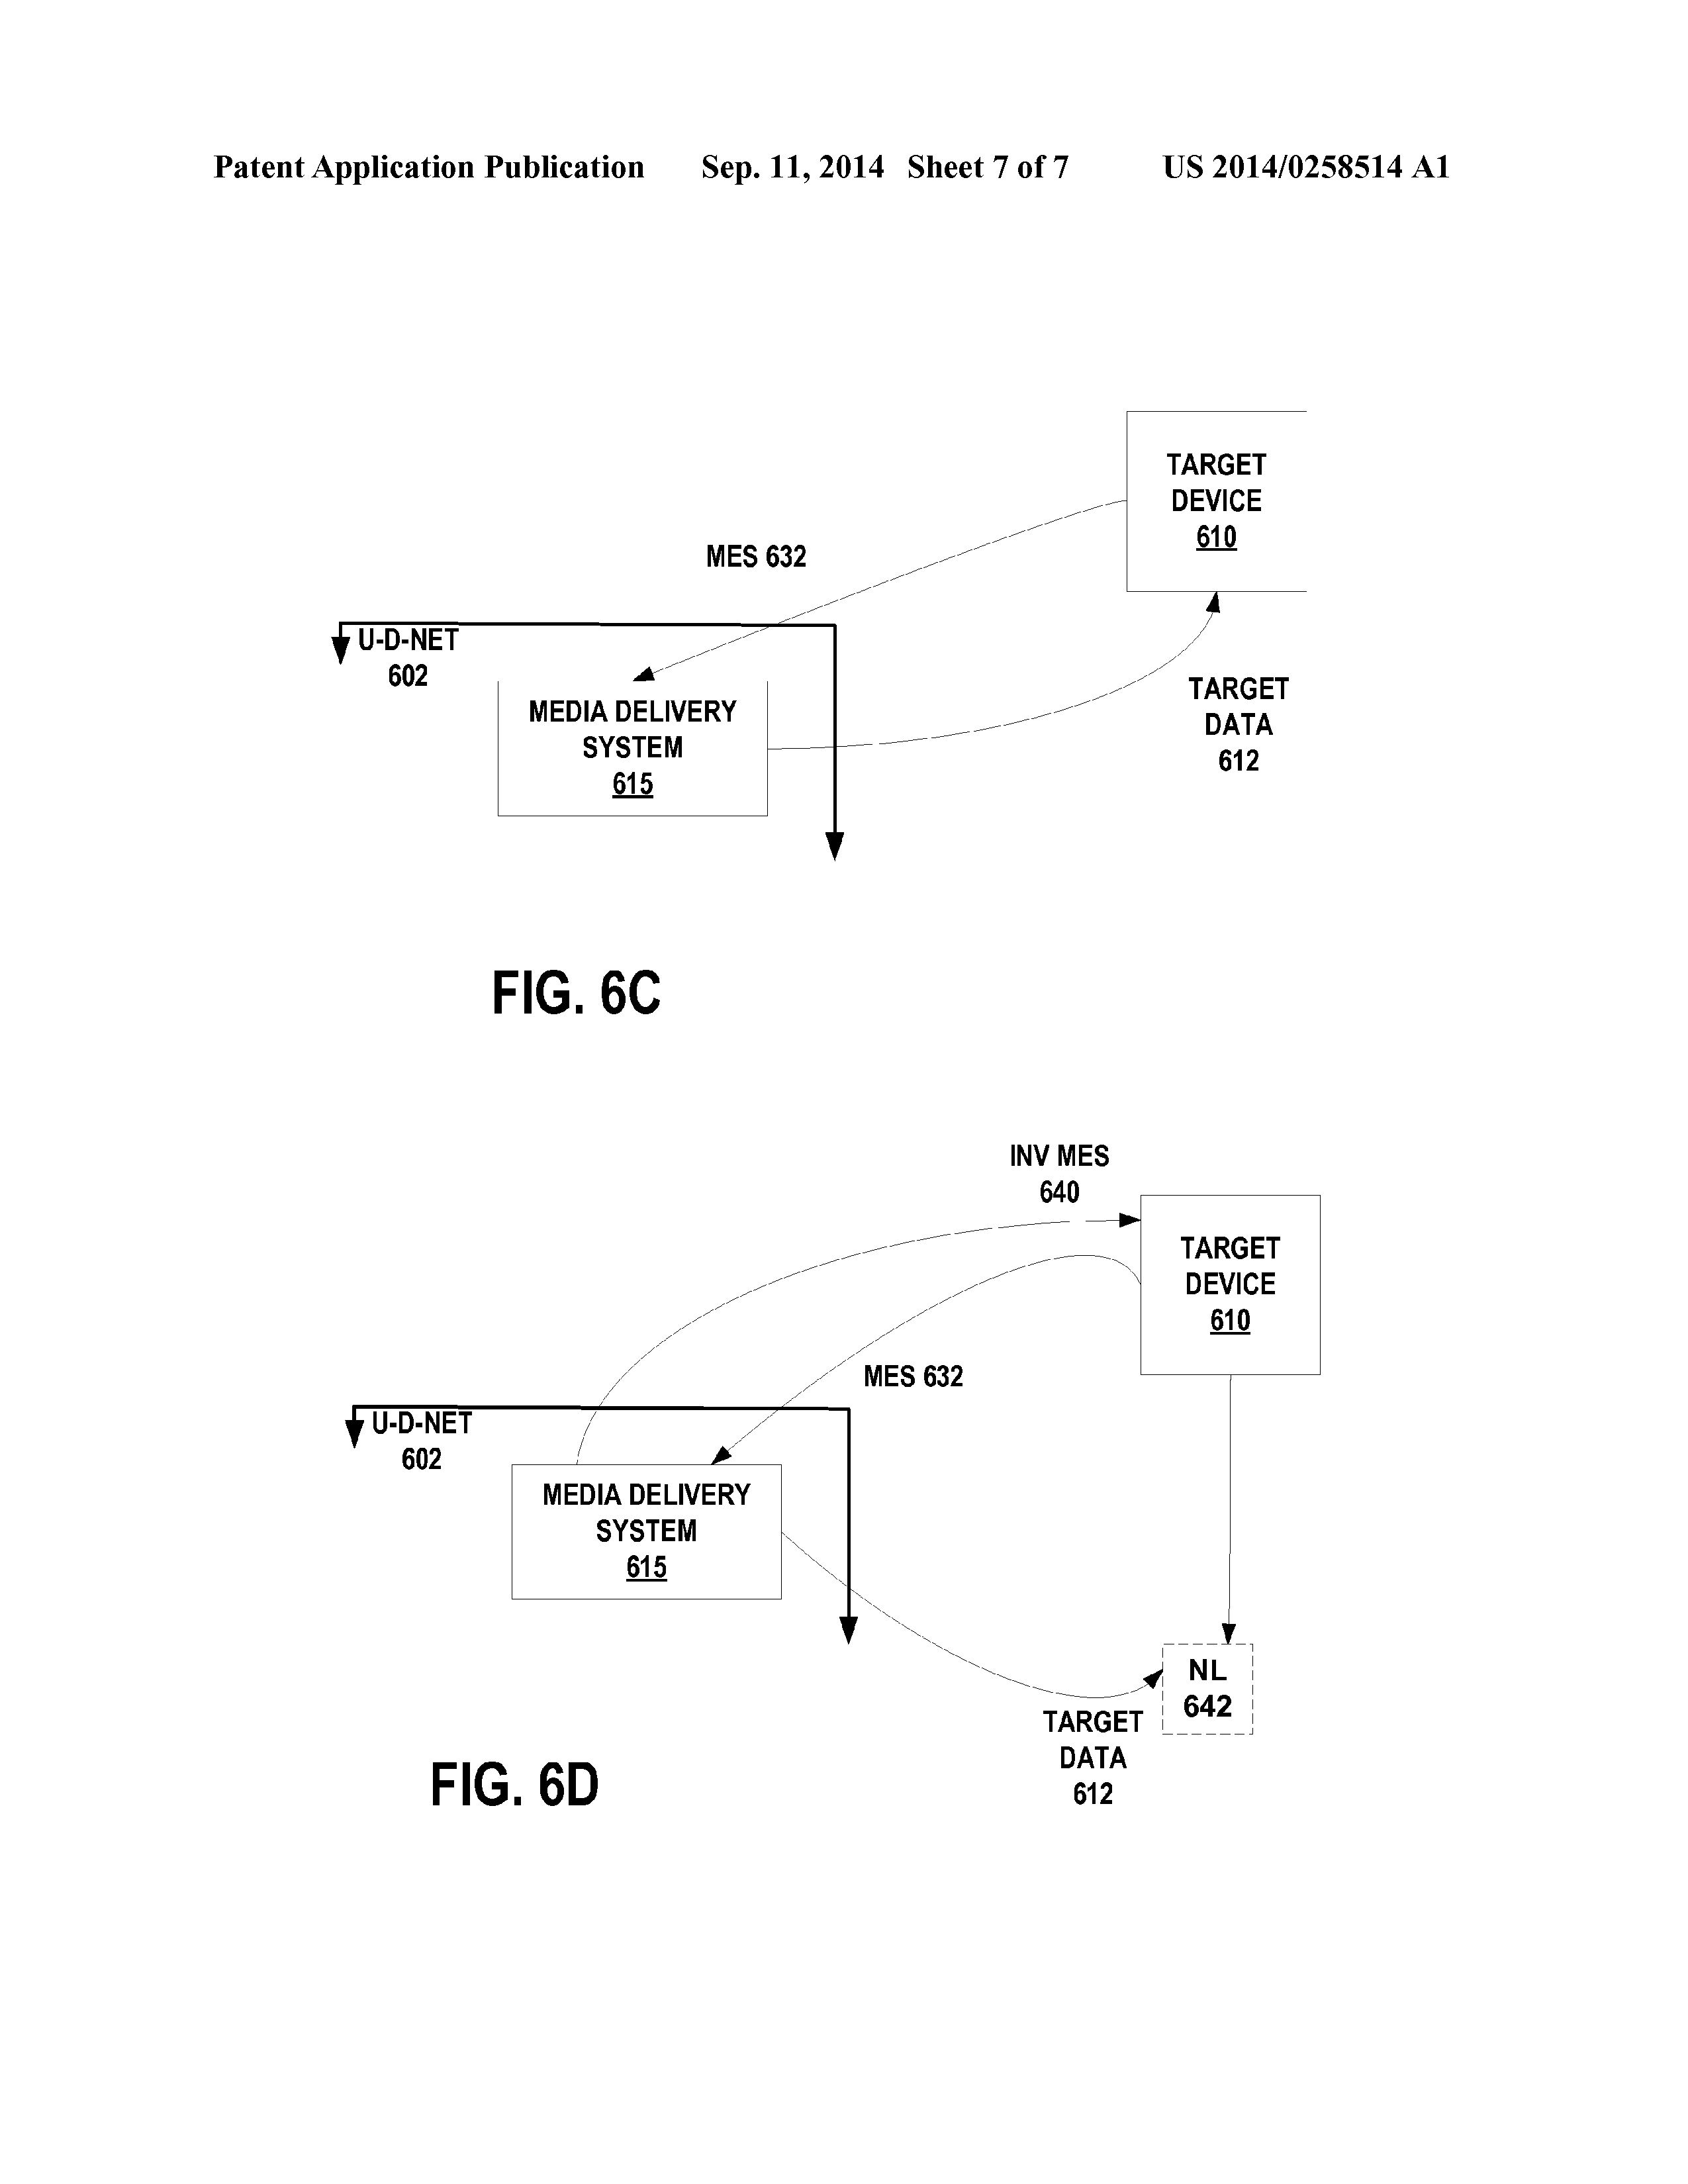 Patent Application Publication Sep. 11, 2014 Sheet 7 of 7 US 2014/0258514 A1
TARGET
DEVICE
610
MES 632
U-D-NET
602
MEDIA DELIVERY
SYSTEM
615
TARGET
DATA
612
FIG. 6C
INV MES
640
TARGET
DEVICE
610
MES 632
U-D-NET
602
MEDIA DELIVERY
SYSTEM
615
NL
642
TARGET
DATA
612
FIG. 6D